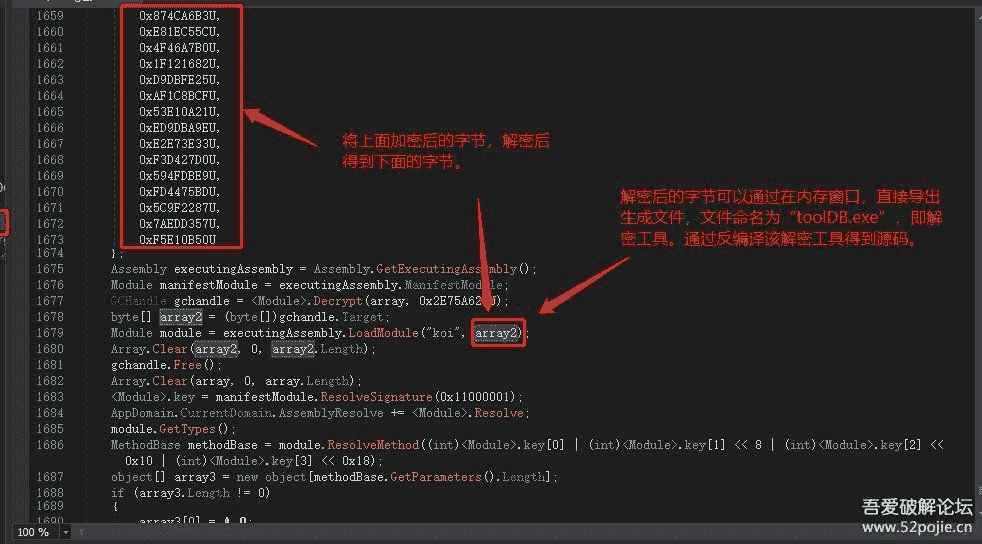 1659 0x874CA6B3U,
1660 0xE81EC55CU,
1661 0x4F46A7B0U,
1662 0x1F121682U,
1663 0xD9DBFE25U,
1664 0xAF1C8BCFU,
1665 0x53E10A21U,
1666 0xED9DBA9EU,
1667 0xE2E73E33U,
1668 0xF3D427D0U,
1669 0x594FDBE9U,
1670 0xFD4475BDU,
1671 0x5C9F2287U,
1672 0x7AEDD357U,
1673 0xF5E10B50U
1674 };
将上面加密后的字节，解密后
得到下面的字节。
解密后的字节可以通过在内存窗口，直接导出
生成文件，文件命名为“toolDB.exe”，即解
密工具。通过反编译该解密工具得到源码。
1675 Assembly executingAssembly = Assembly.GetExecutingAssembly();
1676 Module manifestModule = executingAssembly.ManifestModule;
1677 GCHandle gchandle = <Module>.Decrypt(array, 0x2E75A62U);
1678 byte[] array2 = (byte[])gchandle.Target;
1679 Module module = executingAssembly.LoadModule("koi", array2);
1680 Array.Clear(array2, 0, array2.Length);
1681 gchandle.Free();
1682 Array.Clear(array, 0, array.Length);
1683 <Module>.key = manifestModule.ResolveSignature(0x11000001);
1684 AppDomain.CurrentDomain.AssemblyResolve += <Module>.Resolve;
1685 module.GetTypes();
1686 MethodBase methodBase = module.ResolveMethod((int)<Module>.key[0] | (int)<Module>.key[1] << 8 | (int)<Module>.key[2] <<
0x10 | (int)<Module>.key[3] << 0x18);
1687 object[] array3 = new object[methodBase.GetParameters().Length];
1688 if (array3.Length != 0)
1689 {
1690
100 %
吾爱破解论坛
www.52pojie.cn